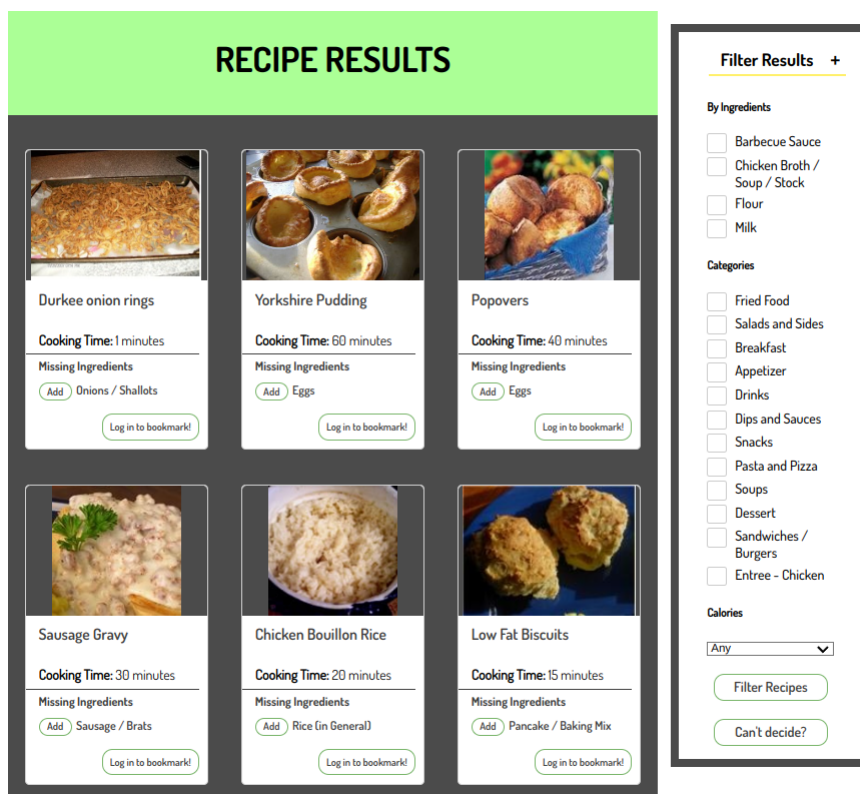 RECIPE RESULTS
Durkee onion rings
Cooking Time: 1 minutes
Missing Ingredients
Add Onions / Shallots
Log in to bookmark!
Yorkshire Pudding
Cooking Time: 60 minutes
Missing Ingredients
Add Eggs
Log in to bookmark!
Popovers
Cooking Time: 40 minutes
Missing Ingredients
Add Eggs
Log in to bookmark!
Sausage Gravy
Cooking Time: 30 minutes
Missing Ingredients
Add Sausage / Brats
Log in to bookmark!
Chicken Bouillon Rice
Cooking Time: 20 minutes
Missing Ingredients
Add Rice (in General)
Log in to bookmark!
Low Fat Biscuits
Cooking Time: 15 minutes
Missing Ingredients
Add Pancake / Baking Mix
Log in to bookmark!
Filter Results +
By Ingredients
Barbecue Sauce
Chicken Broth /
Soup / Stock
Flour
Milk
Categories
Fried Food
Salads and Sides
Breakfast
Appetizer
Drinks
Dips and Sauces
Snacks
Pasta and Pizza
Soups
Dessert
Sandwiches /
Burgers
Entree - Chicken
Calories
Any
Filter Recipes
Can't decide?